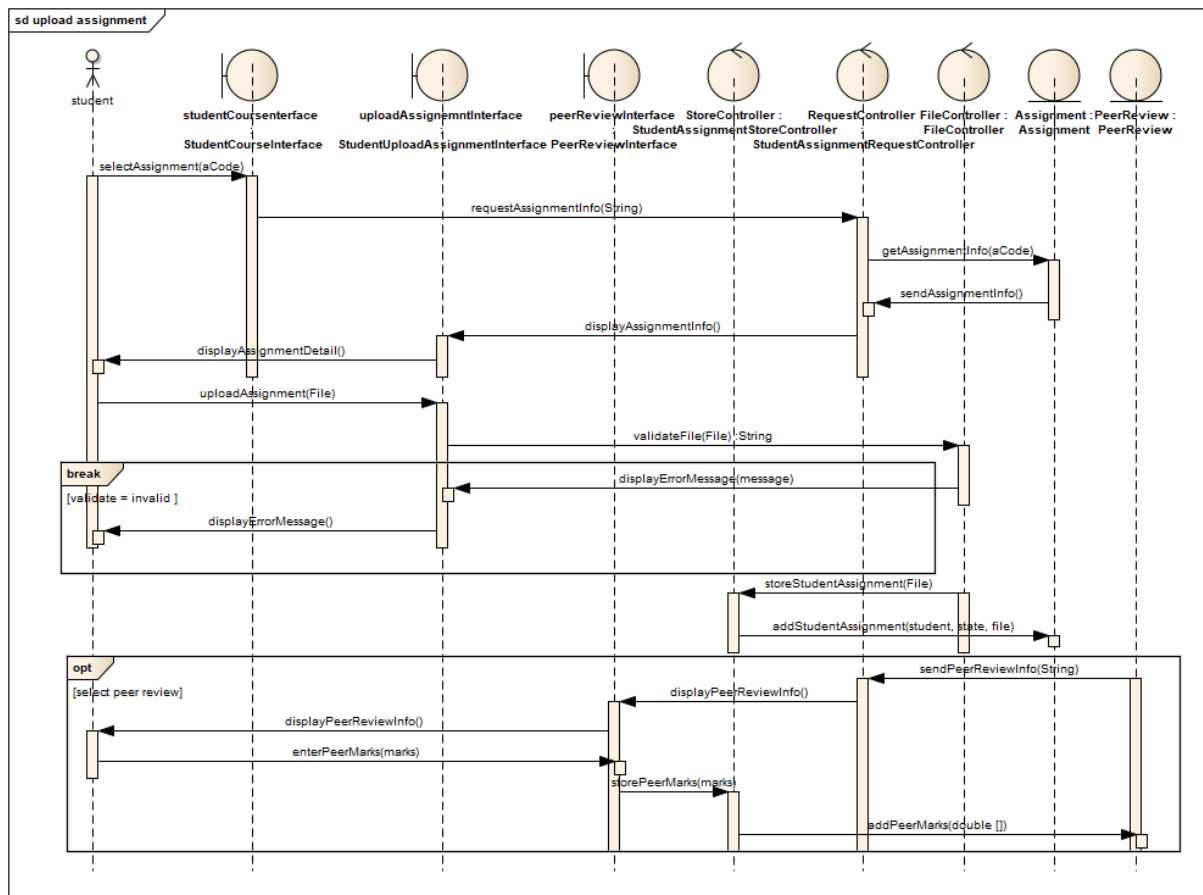 sd upload assignment
student
studentCoursenterface
:
StudentCourseInterface
uploadAssignemntInterface
:
StudentUploadAssignmentInterface
peerReviewInterface
:
PeerReviewInterface
StoreController :
StudentAssignmentStoreController
RequestController
:
StudentAssignmentRequestController
FileController :
FileController
Assignment :
Assignment
PeerReview :
PeerReview
selectAssignment(aCode)
requestAssignmentInfo(String)
getAssignmentInfo(aCode)
sendAssignmentInfo()
displayAssignmentInfo()
displayAssignmentDetail()
uploadAssignment(File)
validateFile(File) :String
break
[validate = invalid ]
displayErrorMessage(message)
displayErrorMessage()
storeStudentAssignment(File)
addStudentAssignment(student, state, file)
opt
[select peer review]
sendPeerReviewInfo(String)
displayPeerReviewInfo()
displayPeerReviewInfo()
enterPeerMarks(marks)
storePeerMarks(marks)
addPeerMarks(double [])